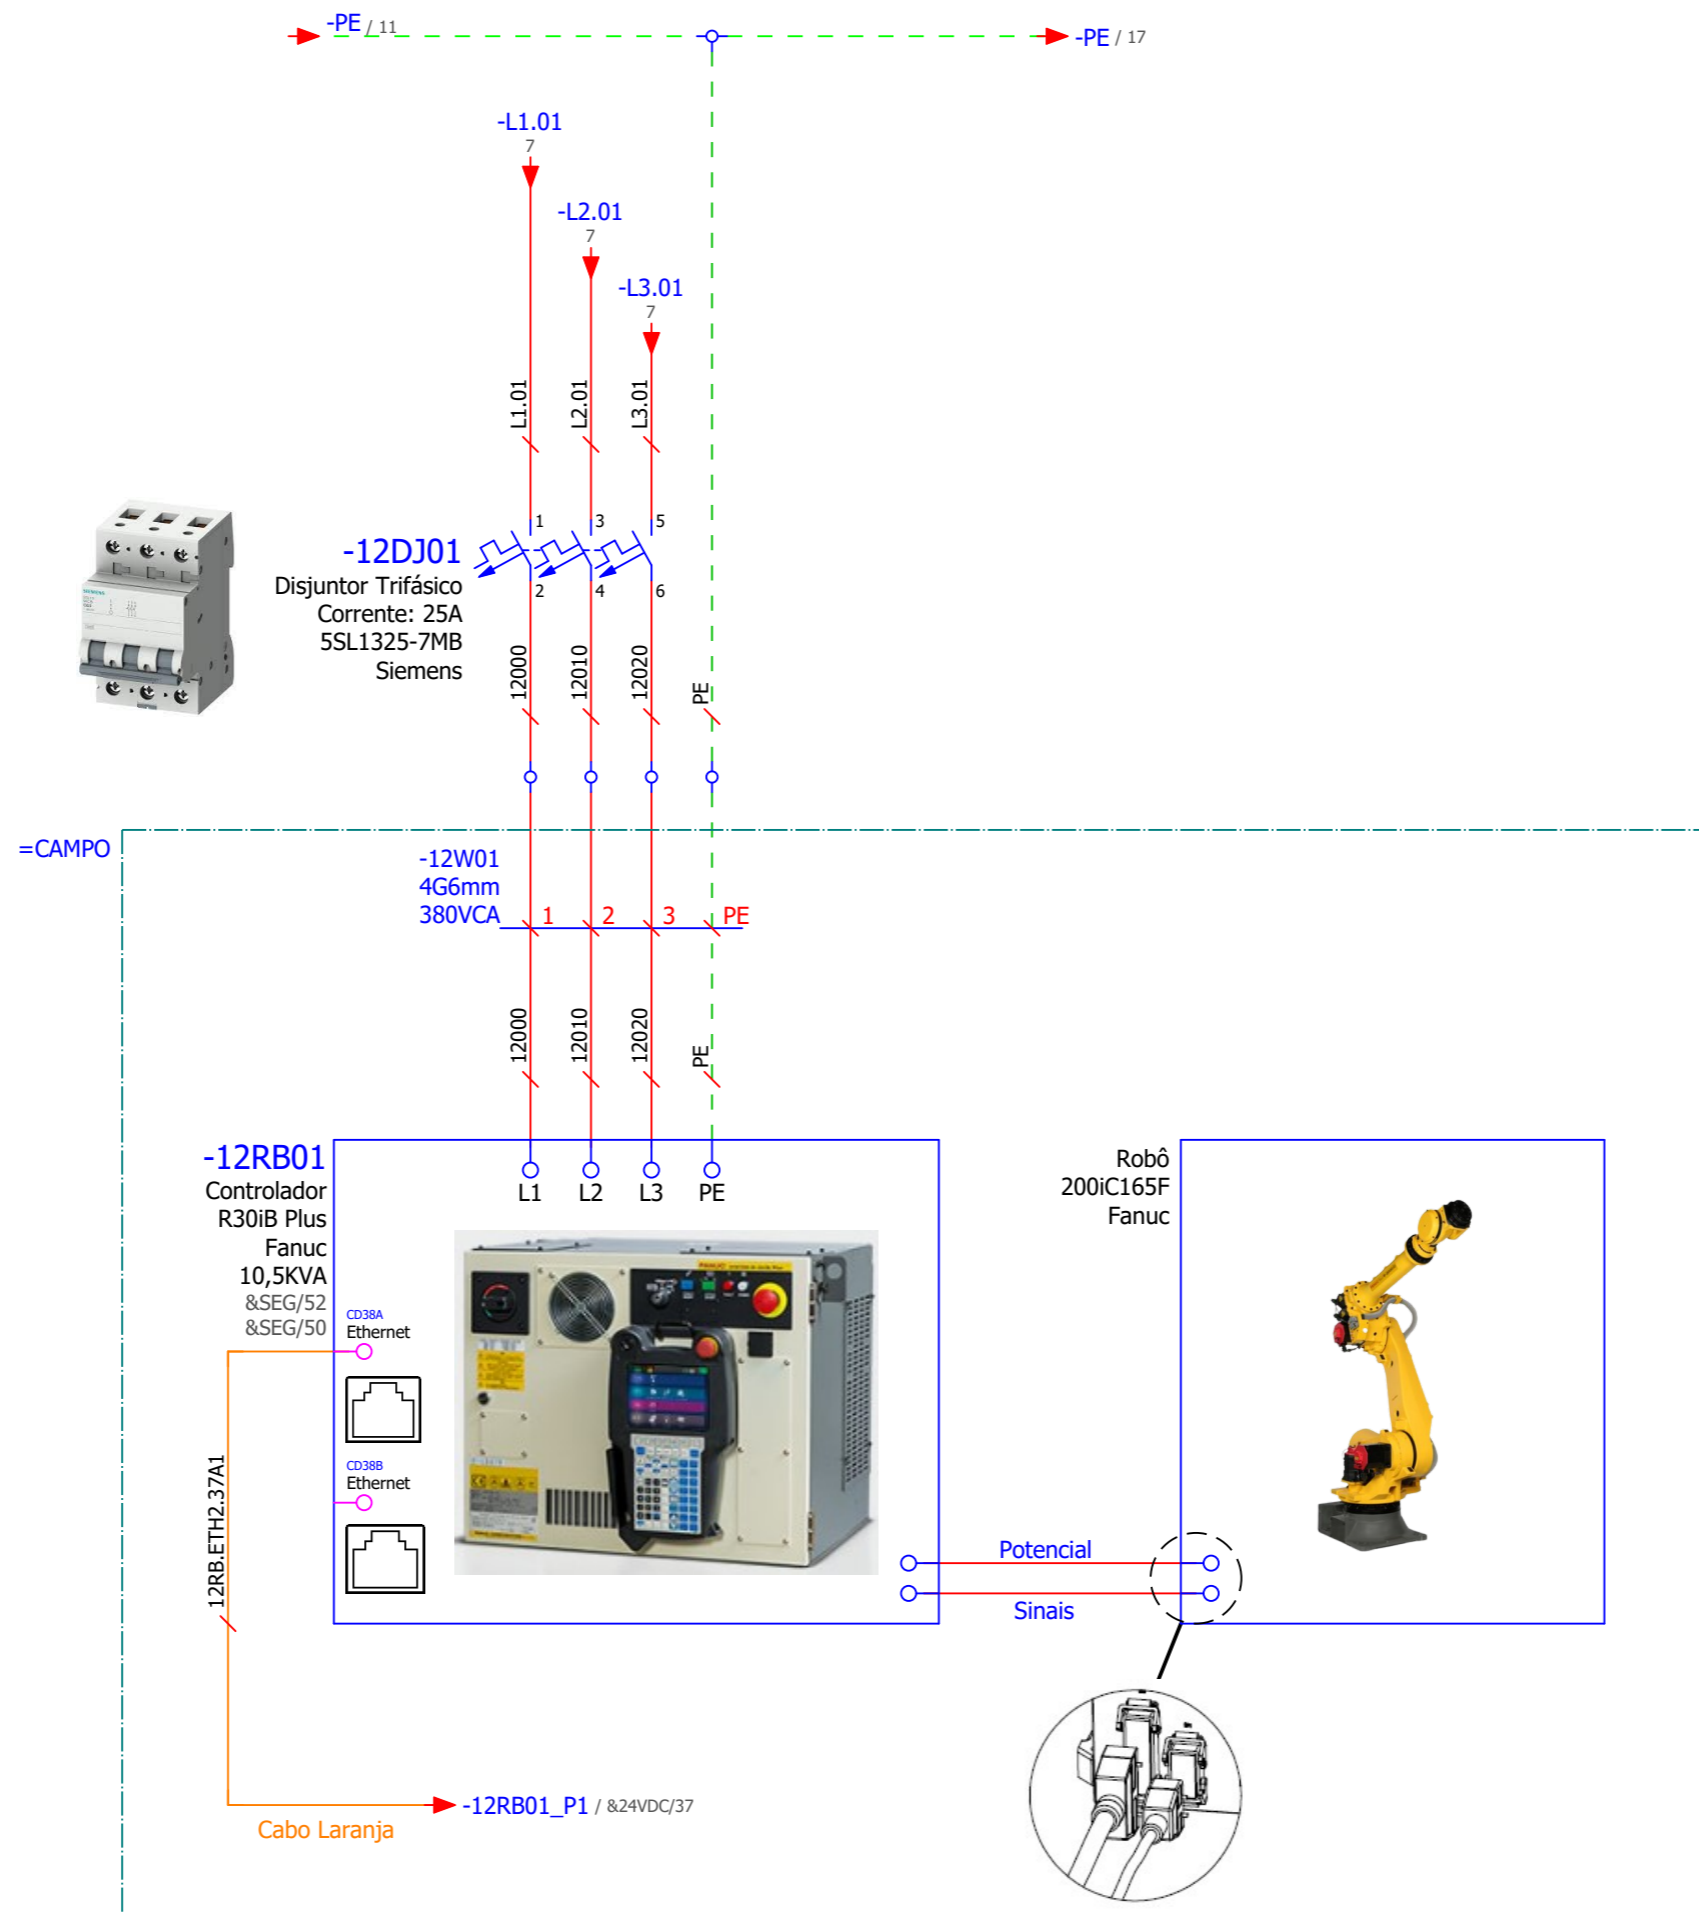 -PE / 11
-PE / 17
-L1.01
7
-L2.01
7
-L3.01
7
L1.01
L2.01
L3.01
1
3
5
-12DJ01
Disjuntor Trifásico
Corrente: 25A
5SL1325-7MB
Siemens
2
4
6
SIEMENS
12000
12010
12020
PE
=CAMPO
-12W01
4G6mm
380VCA
1
2
3
PE
12000
12010
12020
PE
-12RB01
Controlador
R30iB Plus
Fanuc
10,5KVA
&SEG/52
&SEG/50
L1
L2
L3
PE
Robô
200iC165F
Fanuc
CD38A
Ethernet
CD38B
Ethernet
FANUC
12RB.ETH2.37A1
Potencial
Sinais
-12RB01_P1 / &24VDC/37
Cabo Laranja